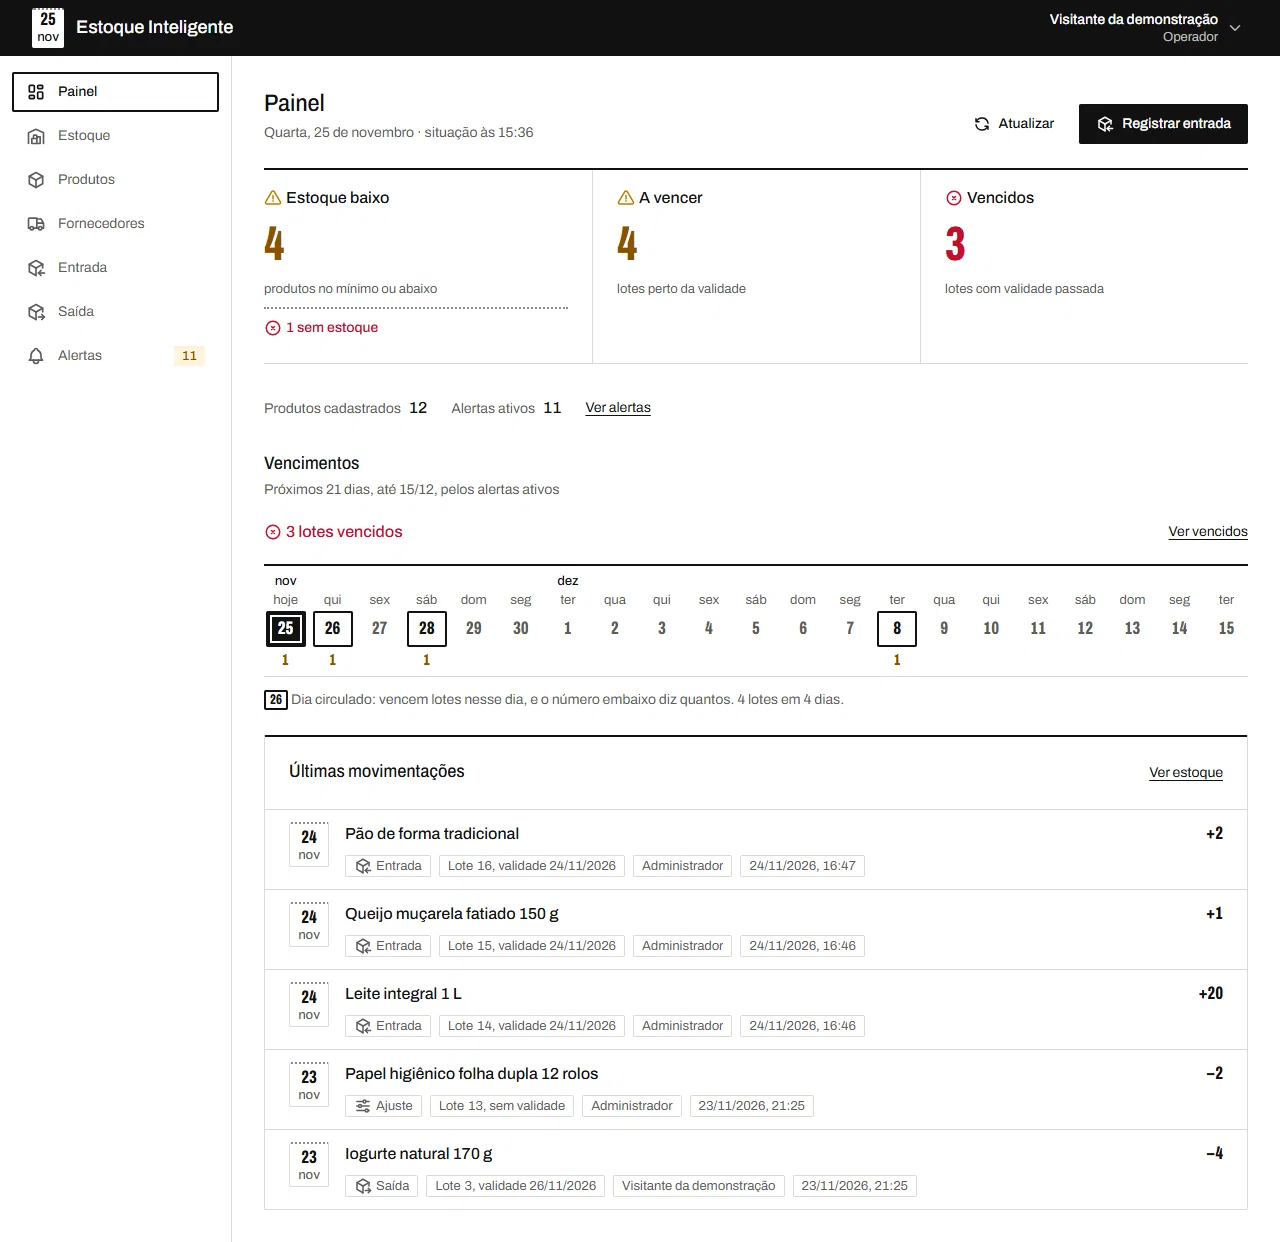 25
nov
Estoque Inteligente
Visitante da demonstração
Operador
Painel
Estoque
Produtos
Fornecedores
Entrada
Saída
Alertas 11
Painel
Quarta, 25 de novembro · situação às 15:36
Atualizar
Registrar entrada
Estoque baixo
4
produtos no mínimo ou abaixo
1 sem estoque
A vencer
4
lotes perto da validade
Vencidos
3
lotes com validade passada
Produtos cadastrados 12 Alertas ativos 11 Ver alertas
Vencimentos
Próximos 21 dias, até 15/12, pelos alertas ativos
3 lotes vencidos Ver vencidos
nov dez
hoje qui sex sáb dom seg ter qua qui sex sáb dom seg ter qua qui sex sáb dom seg ter
25 26 27 28 29 30 1 2 3 4 5 6 7 8 9 10 11 12 13 14 15
1 1 1 1
26 Dia circulado: vencem lotes nesse dia, e o número embaixo diz quantos. 4 lotes em 4 dias.
Últimas movimentações Ver estoque
24
nov
Pão de forma tradicional +2
Entrada Lote 16, validade 24/11/2026 Administrador 24/11/2026, 16:47
24
nov
Queijo muçarela fatiado 150 g +1
Entrada Lote 15, validade 24/11/2026 Administrador 24/11/2026, 16:46
24
nov
Leite integral 1 L +20
Entrada Lote 14, validade 24/11/2026 Administrador 24/11/2026, 16:46
23
nov
Papel higiênico folha dupla 12 rolos −2
Ajuste Lote 13, sem validade Administrador 23/11/2026, 21:25
23
nov
Iogurte natural 170 g −4
Saída Lote 3, validade 26/11/2026 Visitante da demonstração 23/11/2026, 21:25